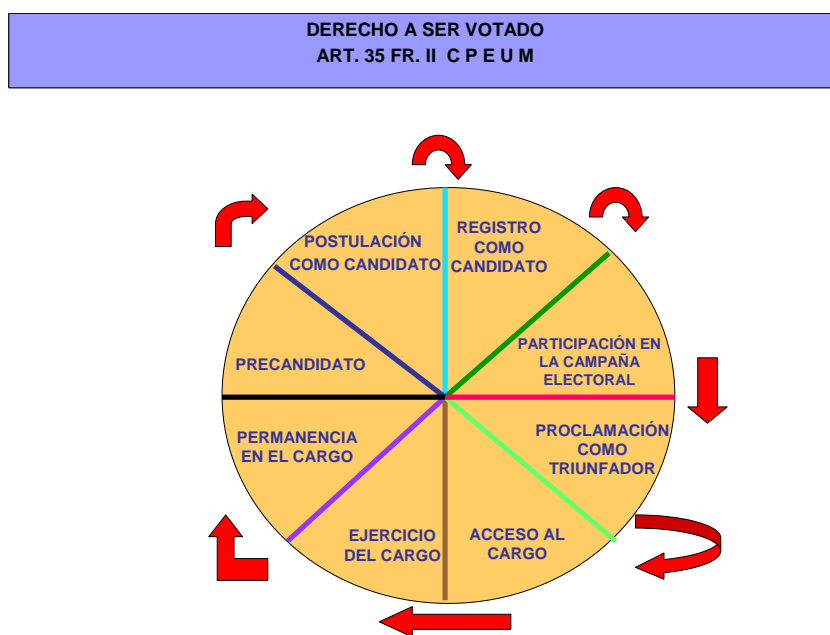 DERECHO A SER VOTADO
ART. 35 FR. II C P E U M
POSTULACIÓN
COMO CANDIDATO
REGISTRO
COMO
CANDIDATO
PARTICIPACIÓN EN
LA CAMPAÑA
ELECTORAL
PROCLAMACIÓN
COMO
TRIUNFADOR
ACCESO AL
CARGO
EJERCICIO
DEL CARGO
PERMANENCIA
EN EL CARGO
PRECANDIDATO